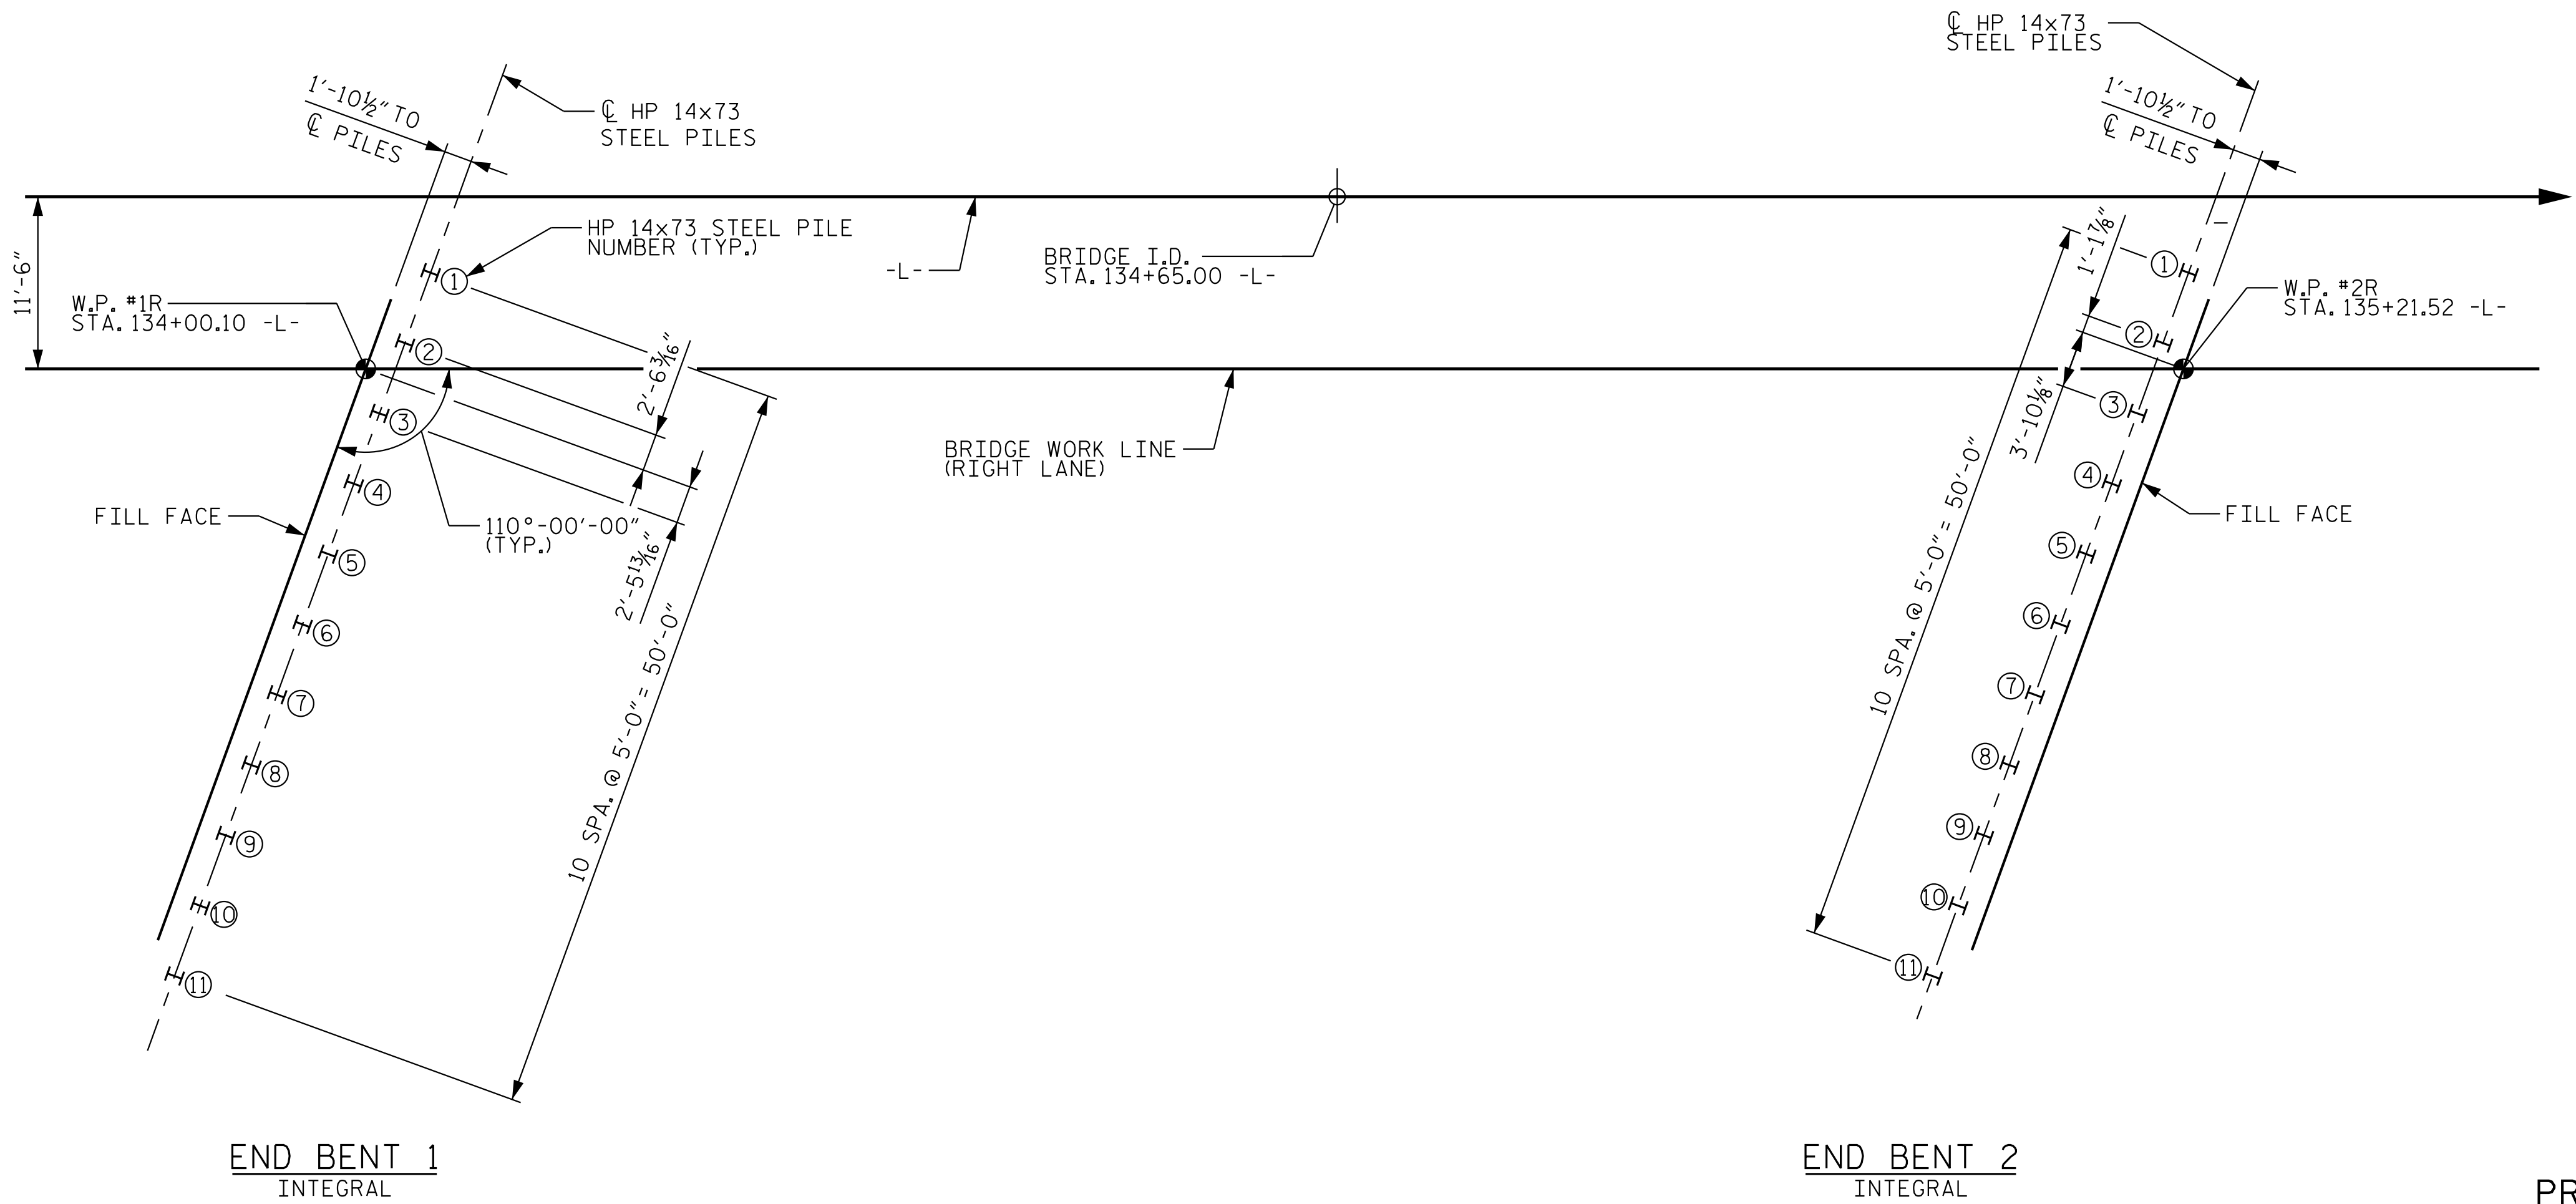 ℄ HP 14x73
STEEL PILES
1'-10½" TO
℄ PILES
℄ HP 14x73
STEEL PILES
1'-10½" TO
℄ PILES
11'-6"
HP 14x73 STEEL PILE
NUMBER (TYP.)
-L-
BRIDGE I.D.
STA. 134+65.00 -L-
W.P. #1R
STA. 134+00.10 -L-
W.P. #2R
STA. 135+21.52 -L-
1
2
3
4
5
6
7
8
9
10
11
2'-6 3/16"
2'-5 13/16"
10 SPA. @ 5'-0" = 50'-0"
110°-00'-00"
(TYP.)
FILL FACE
BRIDGE WORK LINE
(RIGHT LANE)
1'-1⅞"
3'-10⅛"
10 SPA. @ 5'-0" = 50'-0"
1
2
3
4
5
6
7
8
9
10
11
FILL FACE
END BENT 1
INTEGRAL
END BENT 2
INTEGRAL